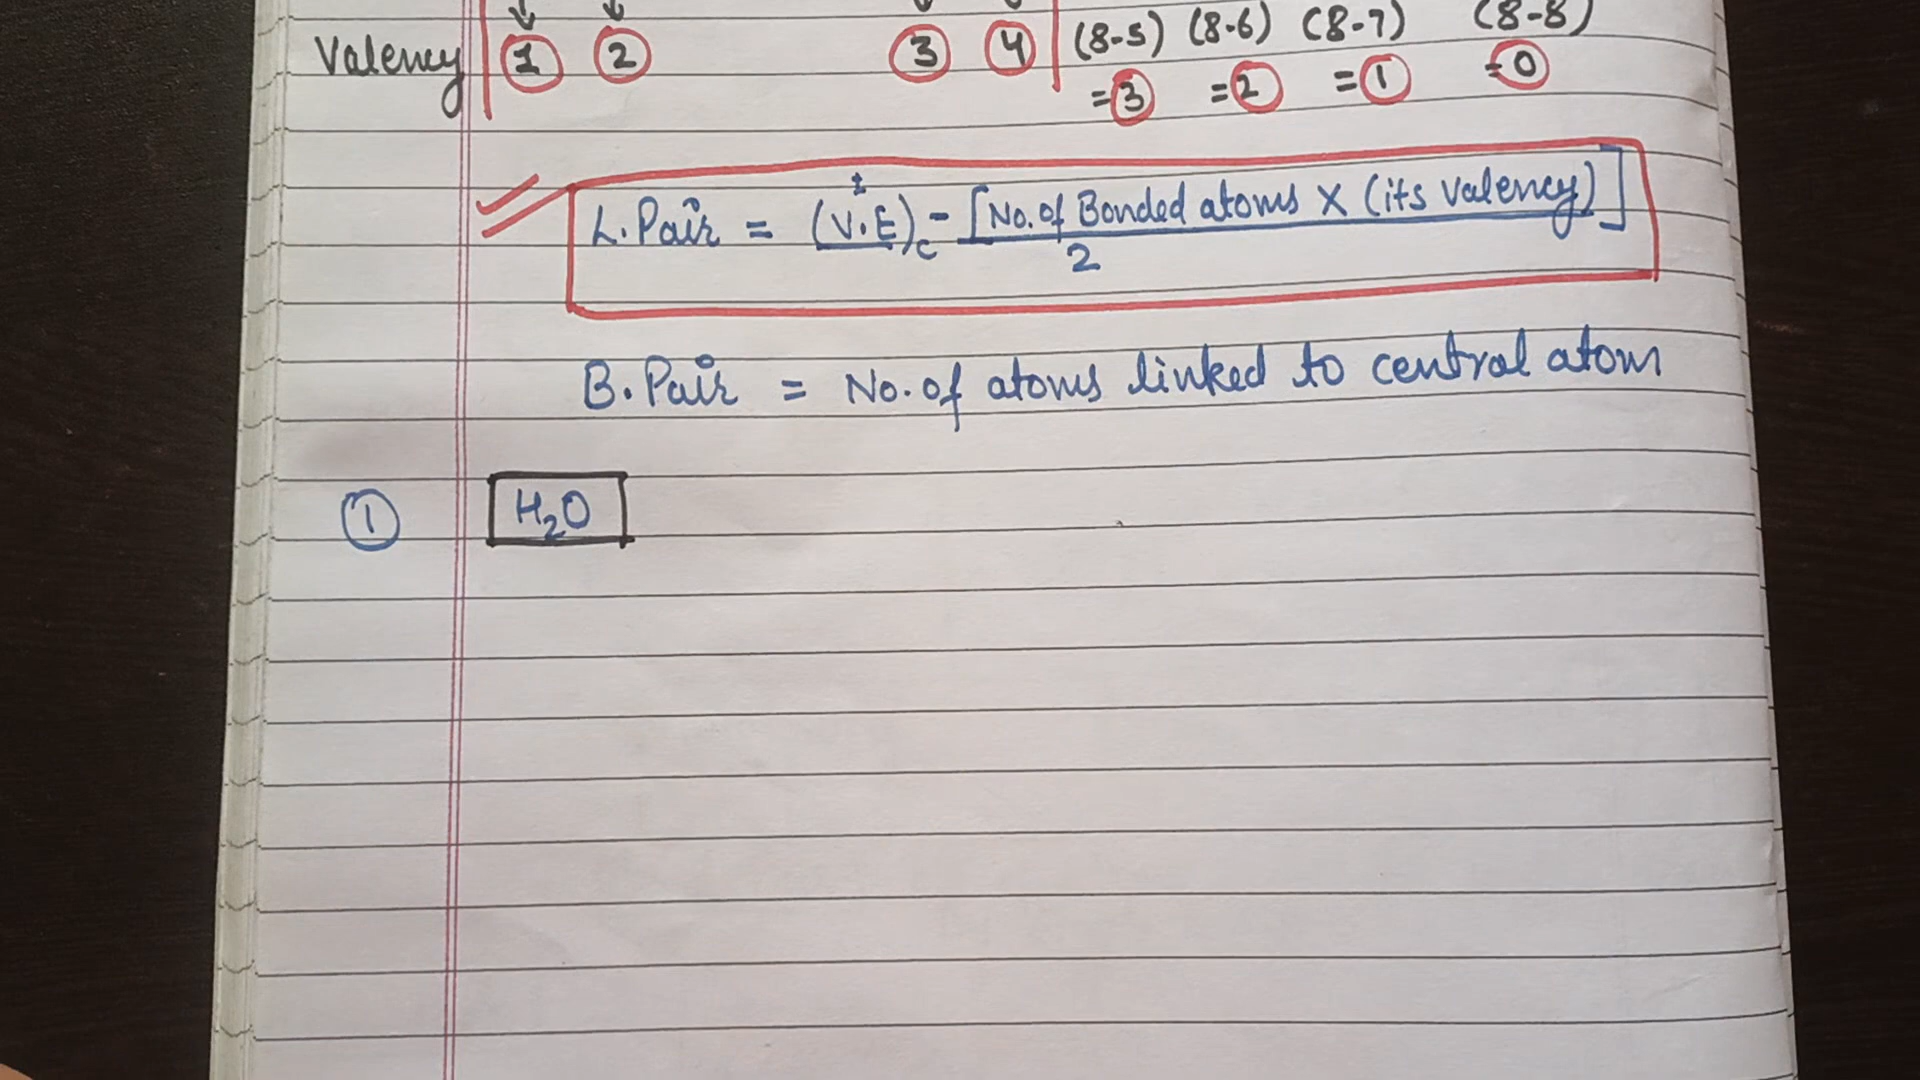 (8-5) (8-6) (8-7) (8-8)
Valency 1 2 3 4 =3 =2 =1 =0
L.Pair = (V.E)c - [No. of Bonded atoms X (its valency)]
2
B.Pair = No. of atoms linked to central atom
1 H2O